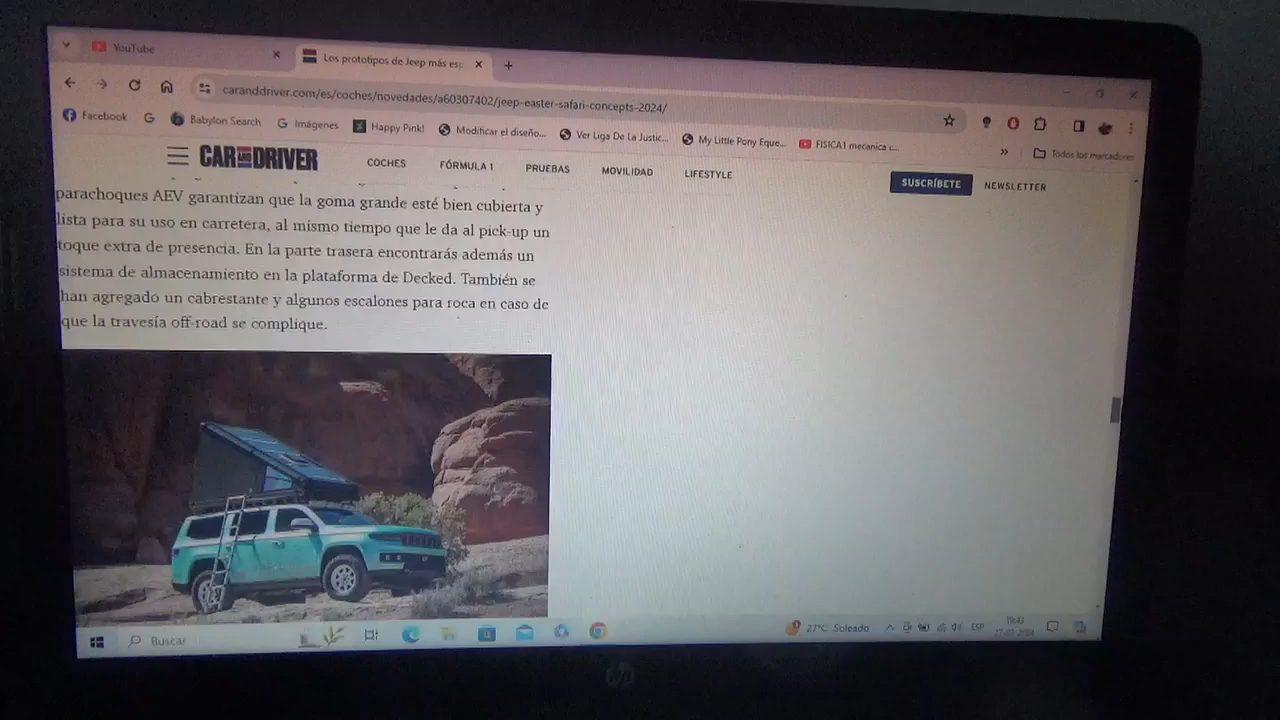 YouTube
Los prototipos de Jeep más esp
caranddriver.com/es/coches/novedades/a60307402/jeep-easter-safari-concepts-2024/
Facebook
Babylon Search
Imágenes
Happy Pink!
Modificar el diseño...
Ver Liga De La Justic...
My Little Pony Eque...
FISICA1 mecanica c...
Todos los marcadores
CAR AND DRIVER
COCHES
FÓRMULA 1
PRUEBAS
MOVILIDAD
LIFESTYLE
SUSCRÍBETE
NEWSLETTER
parachoques AEV garantizan que la goma grande esté bien cubierta y
lista para su uso en carretera, al mismo tiempo que le da al pick-up un
toque extra de presencia. En la parte trasera encontrarás además un
sistema de almacenamiento en la plataforma de Decked. También se
han agregado un cabrestante y algunos escalones para roca en caso de
que la travesía off-road se complique.
Buscar
27°C Soleado
ESP
hp